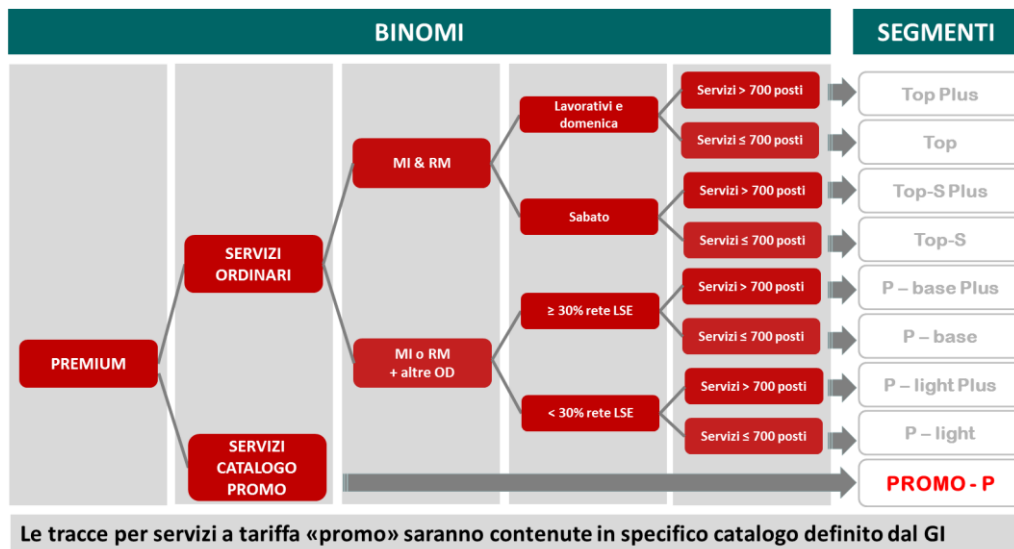 BINOMI
SEGMENTI
PREMIUM
SERVIZI
ORDINARI
SERVIZI
CATALOGO
PROMO
MI & RM
MI o RM
+ altre OD
Lavorativi e
domenica
Sabato
≥ 30% rete LSE
< 30% rete LSE
Servizi > 700 posti
Servizi ≤ 700 posti
Servizi > 700 posti
Servizi ≤ 700 posti
Servizi > 700 posti
Servizi ≤ 700 posti
Servizi > 700 posti
Servizi ≤ 700 posti
Top Plus
Top
Top-S Plus
Top-S
P – base Plus
P – base
P – light Plus
P – light
PROMO - P
Le tracce per servizi a tariffa «promo» saranno contenute in specifico catalogo definito dal GI